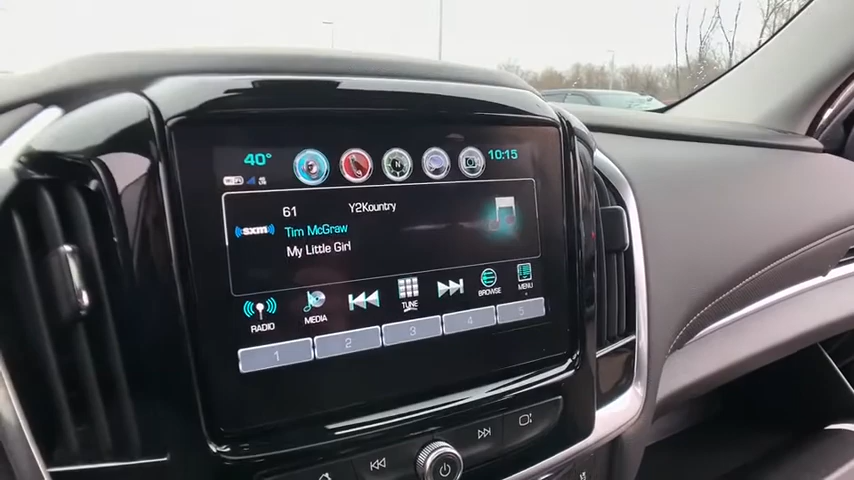 40° 10:15
61 Y2Kountry
sxm Tim McGraw
My Little Girl
RADIO MEDIA TUNE BROWSE MENU
1 2 3 4 5